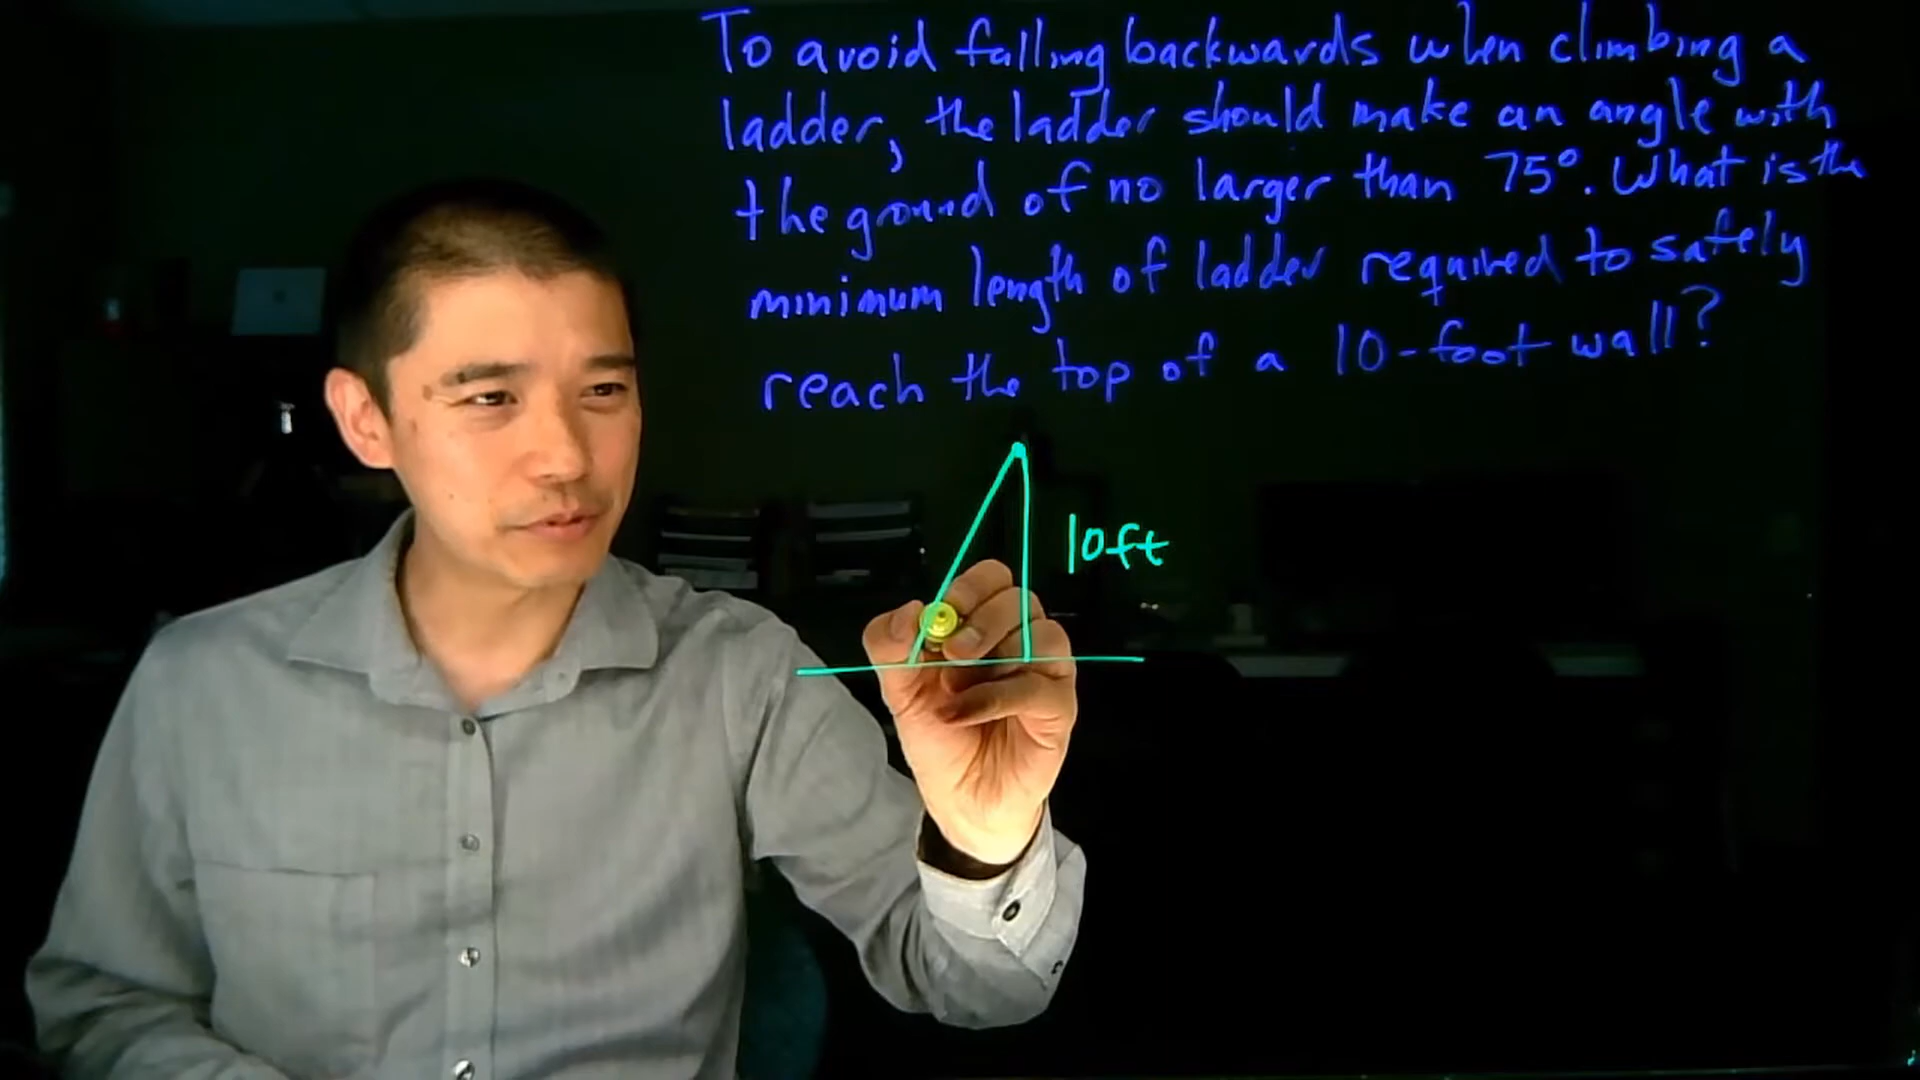 To avoid falling backwards when climbing a
ladder, the ladder should make an angle with
the ground of no larger than 75°. What is the
minimum length of ladder required to safely
reach the top of a 10-foot wall?
10ft